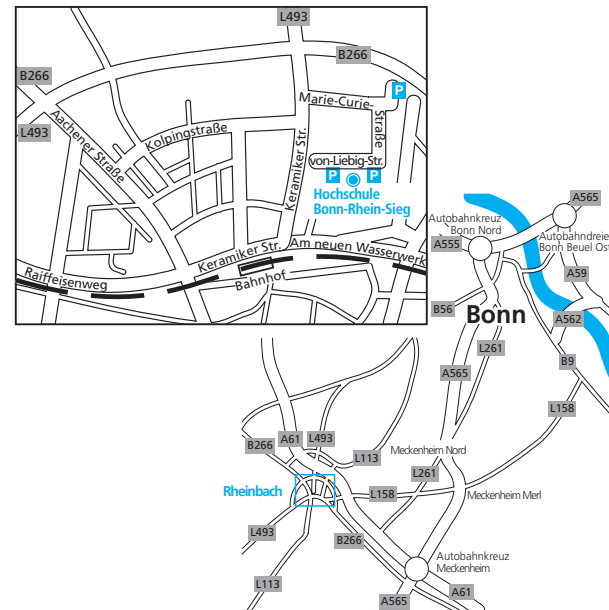 L493
B266
B266
L493
Marie-Curie-
Straße
P
Aachener Straße
Kolpingstraße
Keramiker Str.
von-Liebig-Str.
P
P
Hochschule
Bonn-Rhein-Sieg
Keramiker Str.
Am neuen Wasserwerk
Raiffeisenweg
Bahnhof
A565
Autobahnkreuz
Bonn Nord
Autobahndreie
Bonn Beuel Ost
A555
A59
B56
Bonn
A562
L261
B9
A565
L158
B266
A61
L493
L113
Meckenheim Nord
L261
Rheinbach
L158
Meckenheim Merl
L493
B266
Autobahnkreuz
Meckenheim
L113
A565
A61